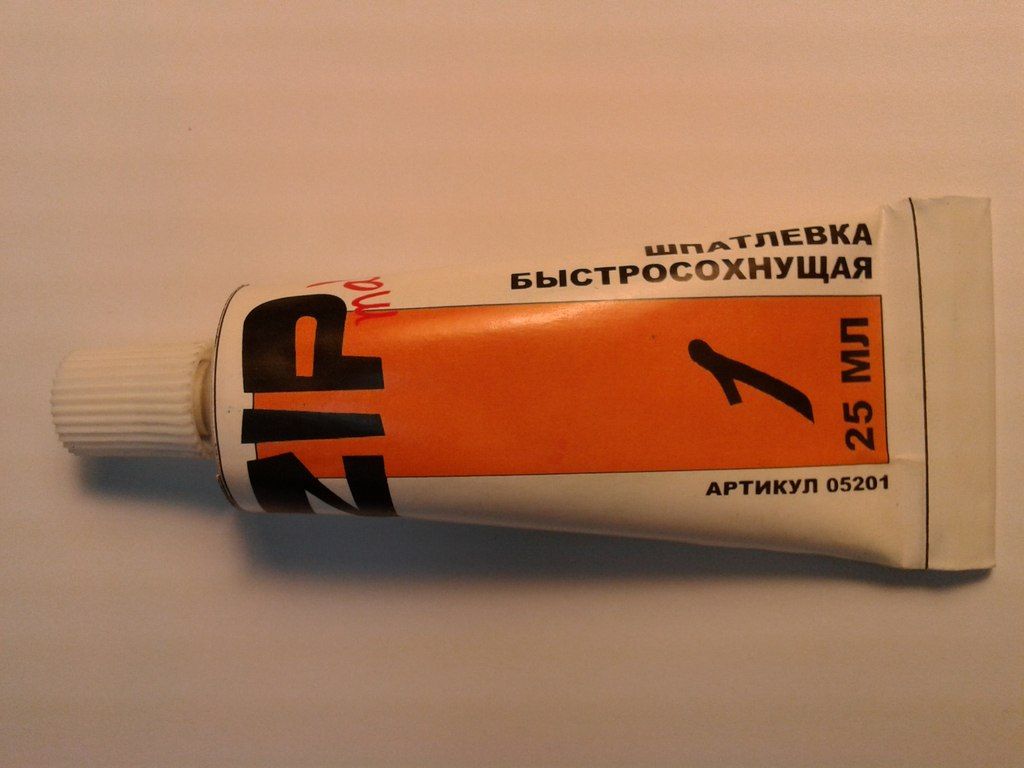 ШПАТЛЕВКА
БЫСТРОСОХНУЩАЯ
ZIP
1
25 МЛ
АРТИКУЛ 05201